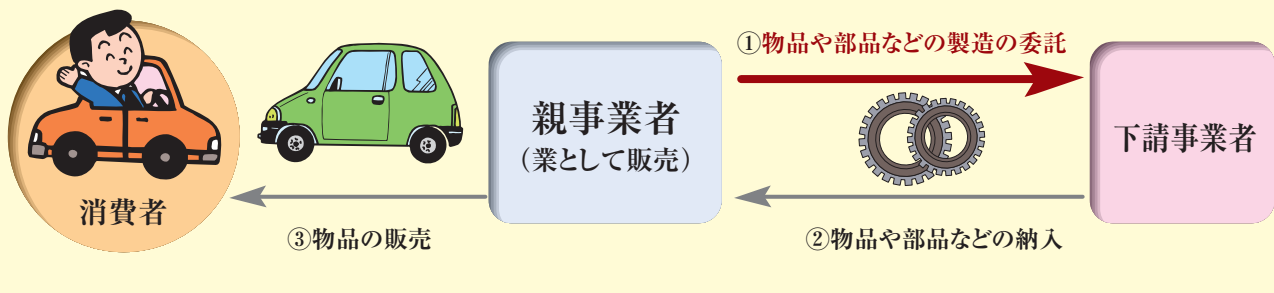 ①物品や部品などの製造の委託
親事業者
（業として販売）
下請事業者
消費者
③物品の販売
②物品や部品などの納入